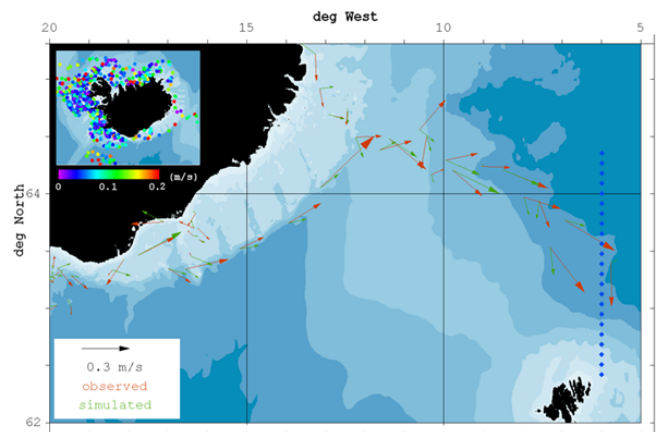 deg West
20
15
10
5
0
0.1
0.2
(m/s)
64
deg North
0.3 m/s
observed
simulated
62